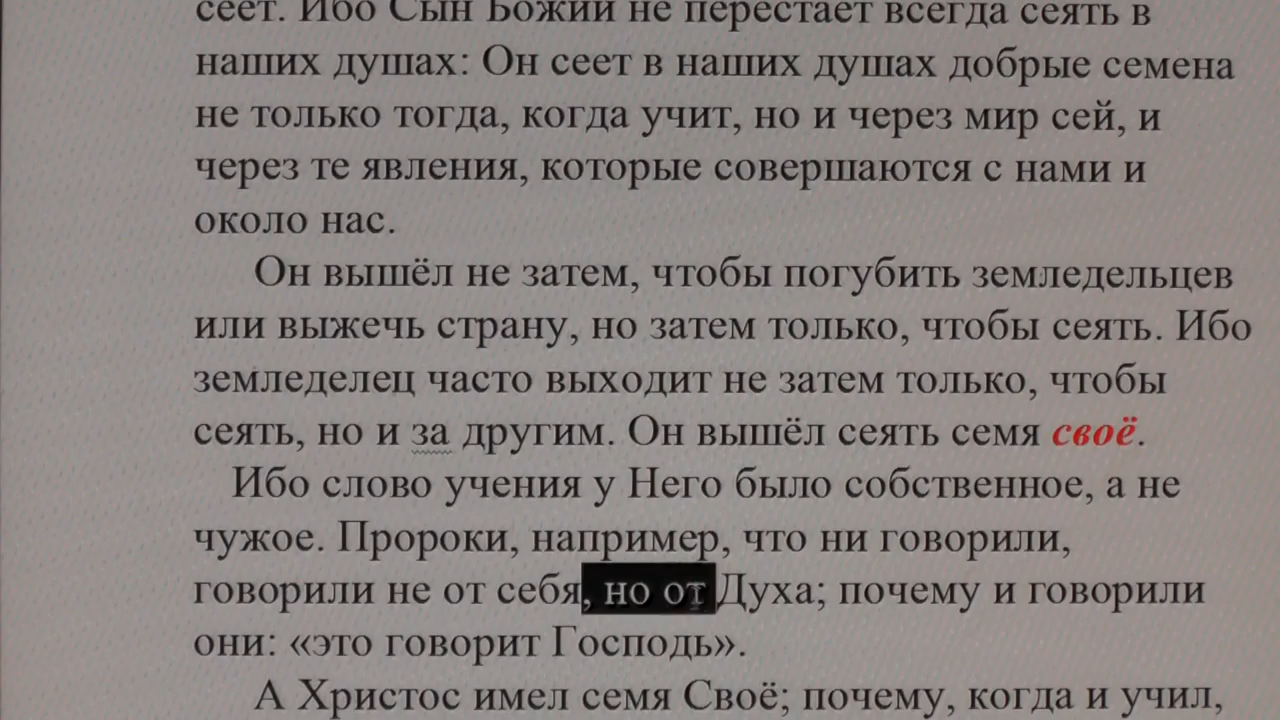 сеет. Ибо Сын Божий не перестаёт всегда сеять в
наших душах: Он сеет в наших душах добрые семена
не только тогда, когда учит, но и через мир сей, и
через те явления, которые совершаются с нами и
около нас.
Он вышёл не затем, чтобы погубить земледельцев
или выжечь страну, но затем только, чтобы сеять. Ибо
земледелец часто выходит не затем только, чтобы
сеять, но и за другим. Он вышёл сеять семя своё.
Ибо слово учения у Него было собственное, а не
чужое. Пророки, например, что ни говорили,
говорили не от себя, но от Духа; почему и говорили
они: «это говорит Господь».
А Христос имел семя Своё; почему, когда и учил,